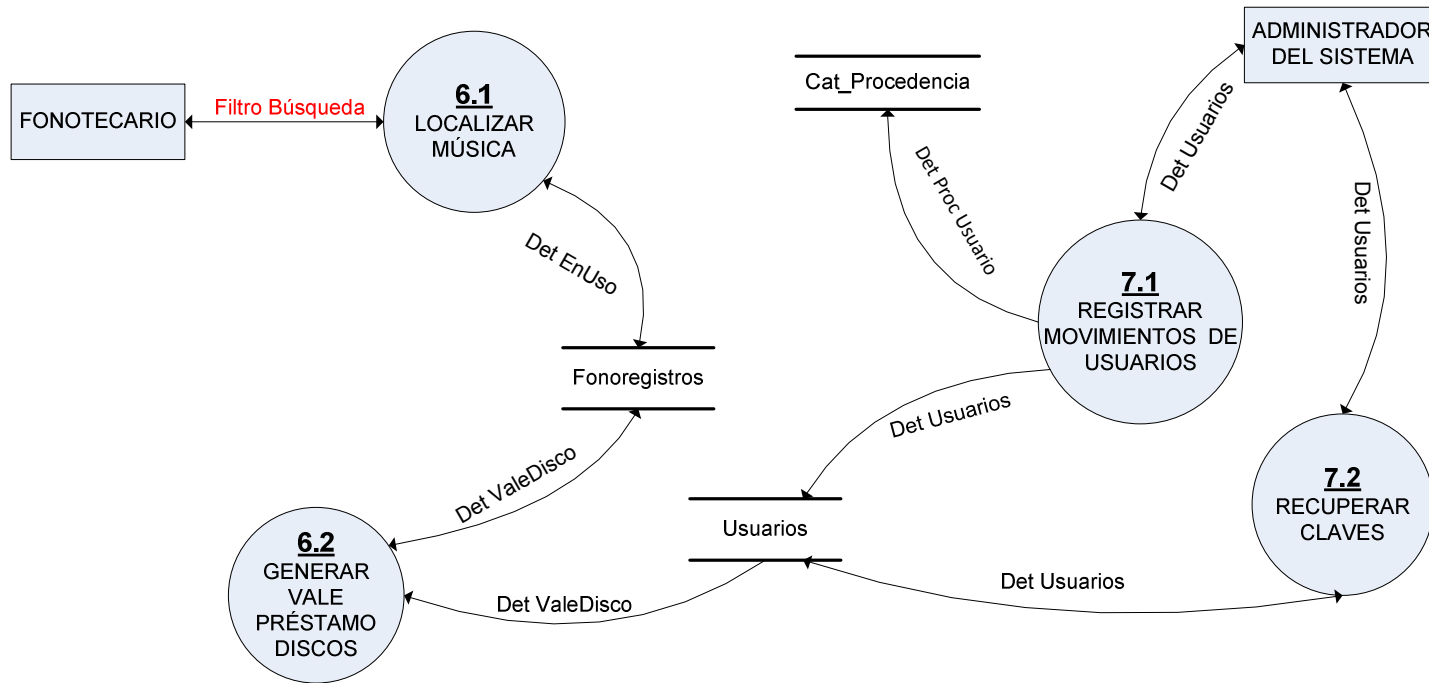 ADMINISTRADOR
DEL SISTEMA
Cat_Procedencia
FONOTECARIO
Filtro Búsqueda
6.1
LOCALIZAR
MÚSICA
Det Usuarios
Det Proc Usuario
Det Usuarios
Det EnUso
7.1
REGISTRAR
MOVIMIENTOS DE
USUARIOS
Fonoregistros
Det Usuarios
Det ValeDisco
7.2
RECUPERAR
CLAVES
Usuarios
6.2
GENERAR
VALE
PRÉSTAMO
DISCOS
Det ValeDisco
Det Usuarios